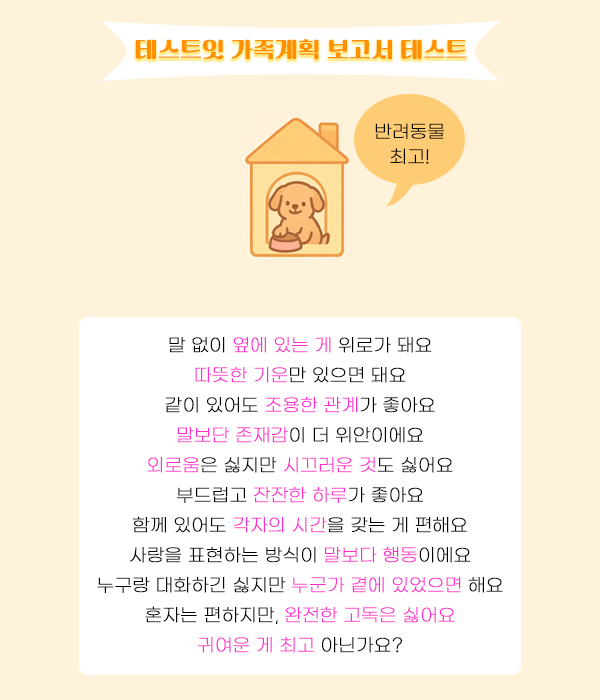 테스트잇 가족계획 보고서 테스트
반려동물
최고!
말 없이 옆에 있는 게 위로가 돼요
따뜻한 기운만 있으면 돼요
같이 있어도 조용한 관계가 좋아요
말보단 존재감이 더 위안이에요
외로움은 싫지만 시끄러운 것도 싫어요
부드럽고 잔잔한 하루가 좋아요
함께 있어도 각자의 시간을 갖는 게 편해요
사랑을 표현하는 방식이 말보다 행동이에요
누구랑 대화하긴 싫지만 누군가 곁에 있었으면 해요
혼자는 편하지만, 완전한 고독은 싫어요
귀여운 게 최고 아닌가요?